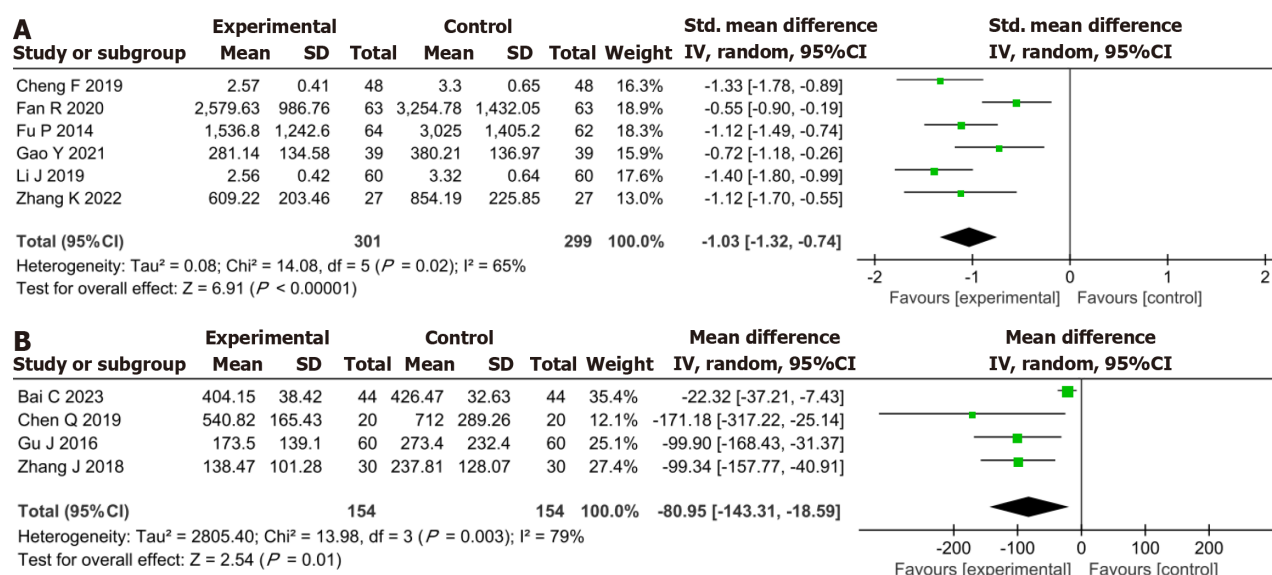 A
Experimental Control Std. mean difference Std. mean difference
Study or subgroup Mean SD Total Mean SD Total Weight IV, random, 95%CI IV, random, 95%CI
Cheng F 2019 2.57 0.41 48 3.3 0.65 48 16.3% -1.33 [-1.78, -0.89]
Fan R 2020 2,579.63 986.76 63 3,254.78 1,432.05 63 18.9% -0.55 [-0.90, -0.19]
Fu P 2014 1,536.8 1,242.6 64 3,025 1,405.2 62 18.3% -1.12 [-1.49, -0.74]
Gao Y 2021 281.14 134.58 39 380.21 136.97 39 15.9% -0.72 [-1.18, -0.26]
Li J 2019 2.56 0.42 60 3.32 0.64 60 17.6% -1.40 [-1.80, -0.99]
Zhang K 2022 609.22 203.46 27 854.19 225.85 27 13.0% -1.12 [-1.70, -0.55]
Total (95%CI) 301 299 100.0% -1.03 [-1.32, -0.74]
Heterogeneity: Tau² = 0.08; Chi² = 14.08, df = 5 (P = 0.02); I² = 65%
Test for overall effect: Z = 6.91 (P < 0.00001)
-2 -1 0 1 2
Favours [experimental] Favours [control]
B
Experimental Control Mean difference Mean difference
Study or subgroup Mean SD Total Mean SD Total Weight IV, random, 95%CI IV, random, 95%CI
Bai C 2023 404.15 38.42 44 426.47 32.63 44 35.4% -22.32 [-37.21, -7.43]
Chen Q 2019 540.82 165.43 20 712 289.26 20 12.1% -171.18 [-317.22, -25.14]
Gu J 2016 173.5 139.1 60 273.4 232.4 60 25.1% -99.90 [-168.43, -31.37]
Zhang J 2018 138.47 101.28 30 237.81 128.07 30 27.4% -99.34 [-157.77, -40.91]
Total (95%CI) 154 154 100.0% -80.95 [-143.31, -18.59]
Heterogeneity: Tau² = 2805.40; Chi² = 13.98, df = 3 (P = 0.003); I² = 79%
Test for overall effect: Z = 2.54 (P = 0.01)
-200 -100 0 100 200
Favours [experimental] Favours [control]